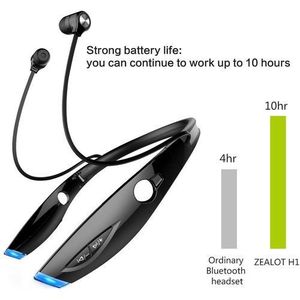 Strong battery life:
you can continue to work up to 10 hours
10hr
4hr
Ordinary
Bluetooth
headset
ZEALOT H1